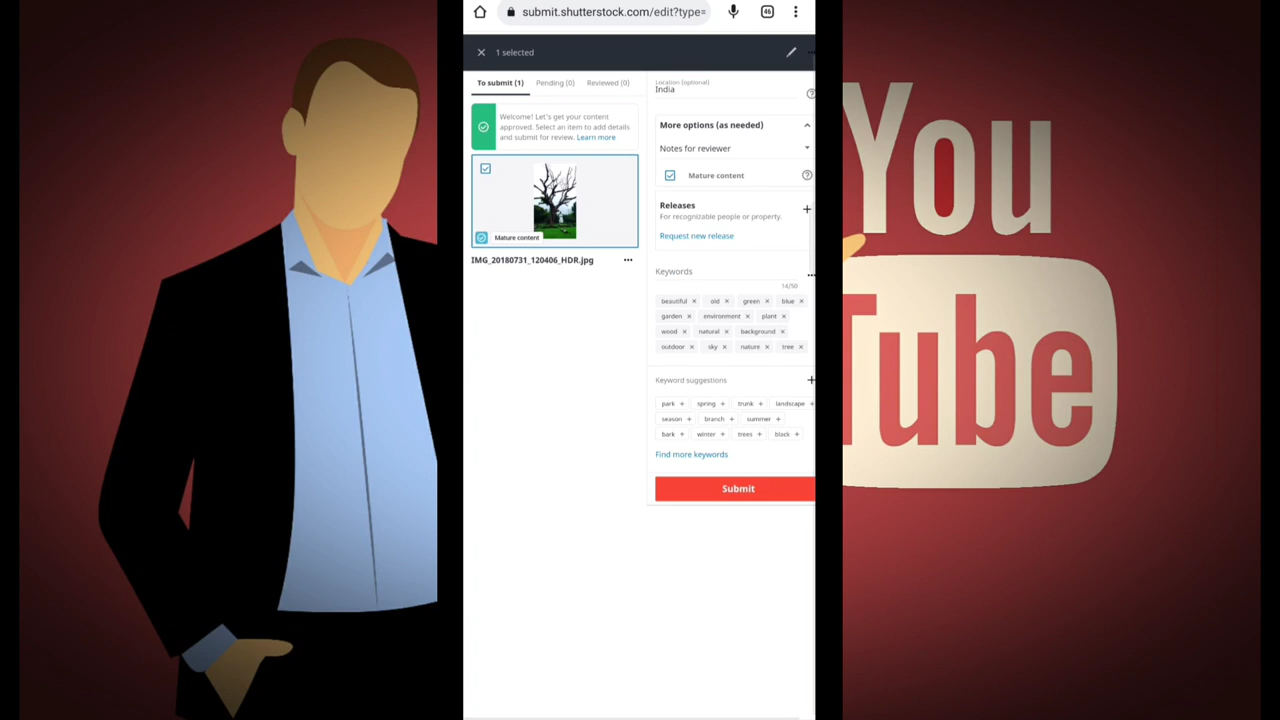 submit.shutterstock.com/edit?type=
46
1 selected
To submit (1) Pending (0) Reviewed (0)
Welcome! Let's get your content
approved. Select an item to add details
and submit for review. Learn more
Mature content
IMG_20180731_120406_HDR.jpg
Location (optional)
India
More options (as needed)
Notes for reviewer
Mature content
Releases
For recognizable people or property.
Request new release
Keywords
14/50
beautiful × old × green × blue ×
garden × environment × plant ×
wood × natural × background ×
outdoor × sky × nature × tree ×
Keyword suggestions
park + spring + trunk + landscape +
season + branch + summer +
bark + winter + trees + black +
Find more keywords
Submit
You
Tube